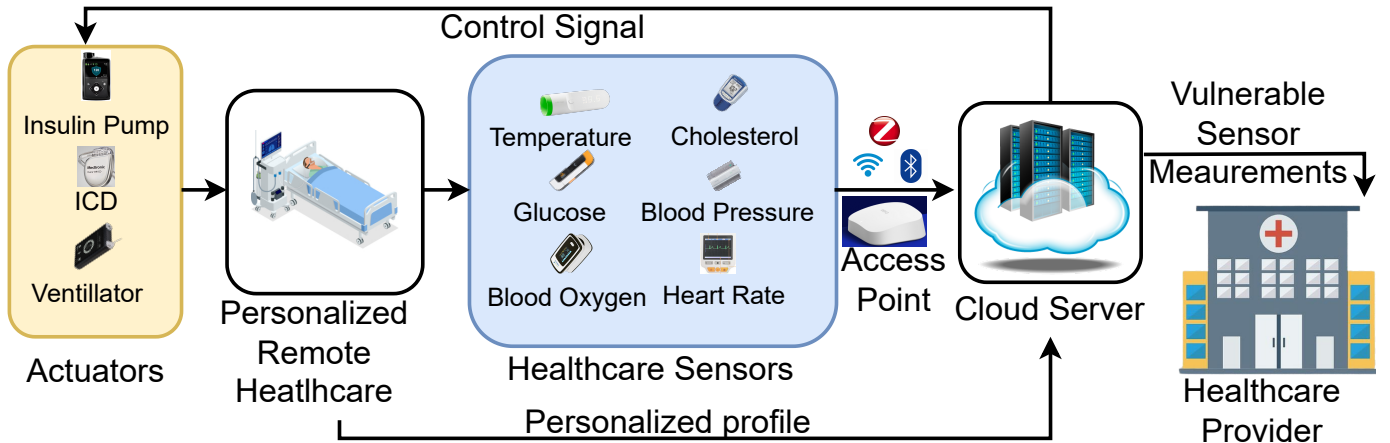 Control Signal
Insulin Pump
ICD
Ventillator
Actuators
Personalized
Remote
Heatlhcare
Temperature
Cholesterol
Glucose
Blood Pressure
Blood Oxygen
Heart Rate
Healthcare Sensors
Access
Point
Cloud Server
Vulnerable
Sensor
Meaurements
Healthcare
Provider
Personalized profile